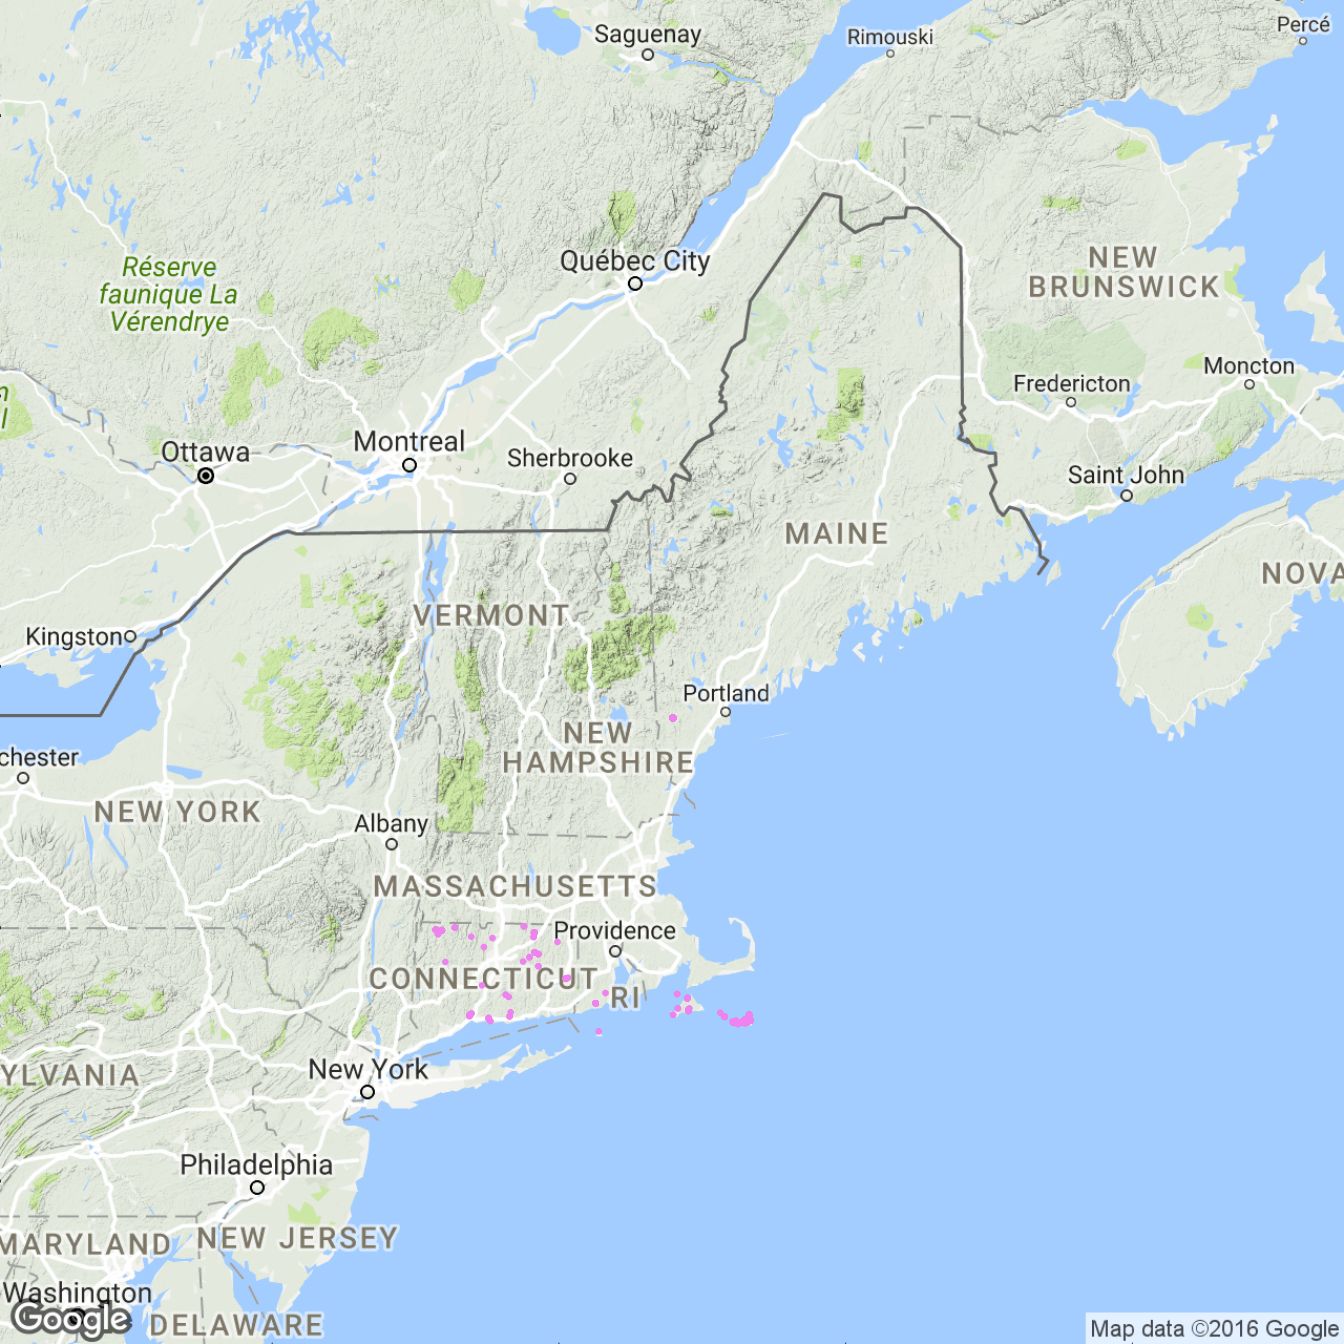 Saguenay
Rimouski
Percé
Québec City
NEW
BRUNSWICK
Réserve
faunique La
Vérendrye
Moncton
Fredericton
Montreal
Ottawa
Sherbrooke
Saint John
MAINE
NOVA
VERMONT
Kingston
Portland
NEW
HAMPSHIRE
chester
NEW YORK
Albany
MASSACHUSETTS
Providence
CONNECTICUT
RI
New York
YLVANIA
Philadelphia
NEW JERSEY
MARYLAND
Washington
Google
DELAWARE
Map data ©2016 Google